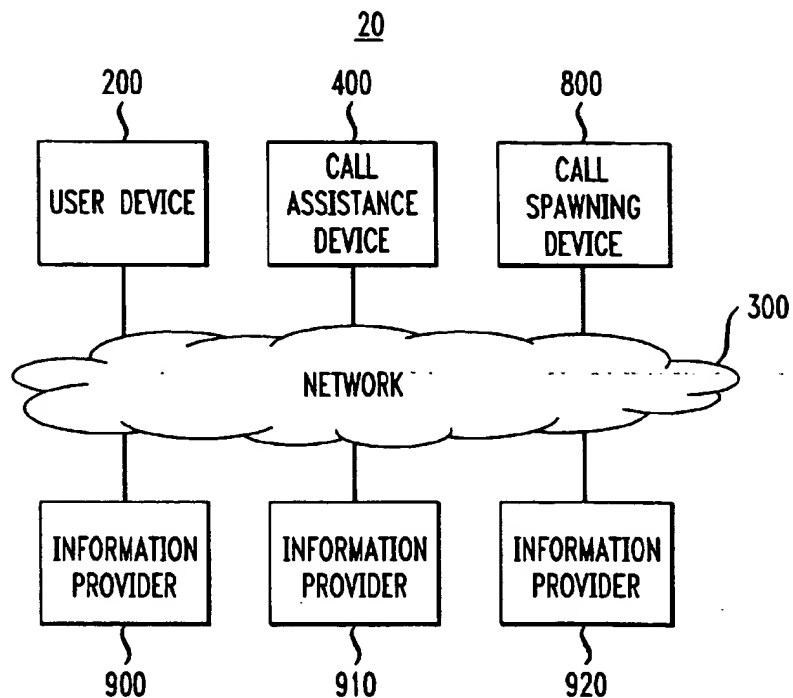 20
200
400
800
USER DEVICE
CALL
ASSISTANCE
DEVICE
CALL
SPAWNING
DEVICE
300
NETWORK
INFORMATION
PROVIDER
INFORMATION
PROVIDER
INFORMATION
PROVIDER
900
910
920